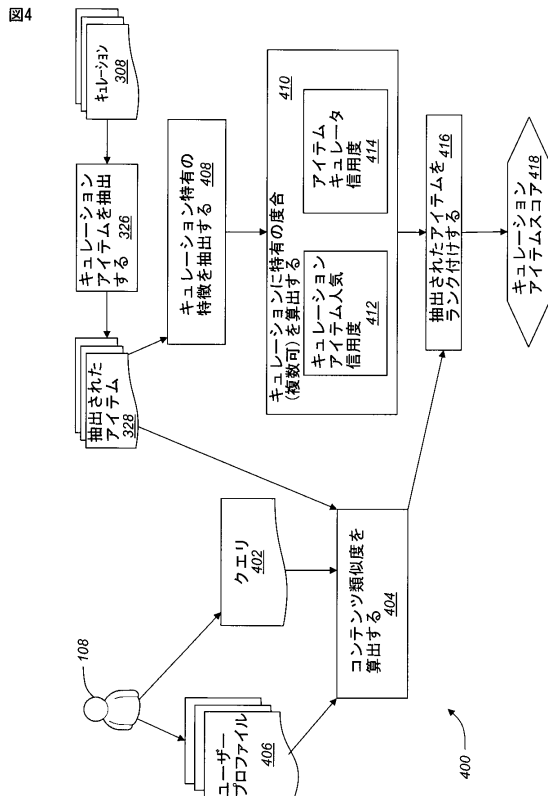 図4
キュレーション
308
キュレーション
アイテムを抽出
する
326
抽出された
アイテム
328
キュレーション特有の
特徴を抽出する
408
キュレーションに特有の度合
(複数可)を算出する
410
キュレーション
アイテム人気
信用度
412
アイテム
キュレータ
信用度
414
抽出されたアイテムを
ランク付けする
416
キュレーション
アイテムスコア
418
108
クエリ
402
ユーザー
プロファイル
406
コンテンツ類似度を
算出する
404
400